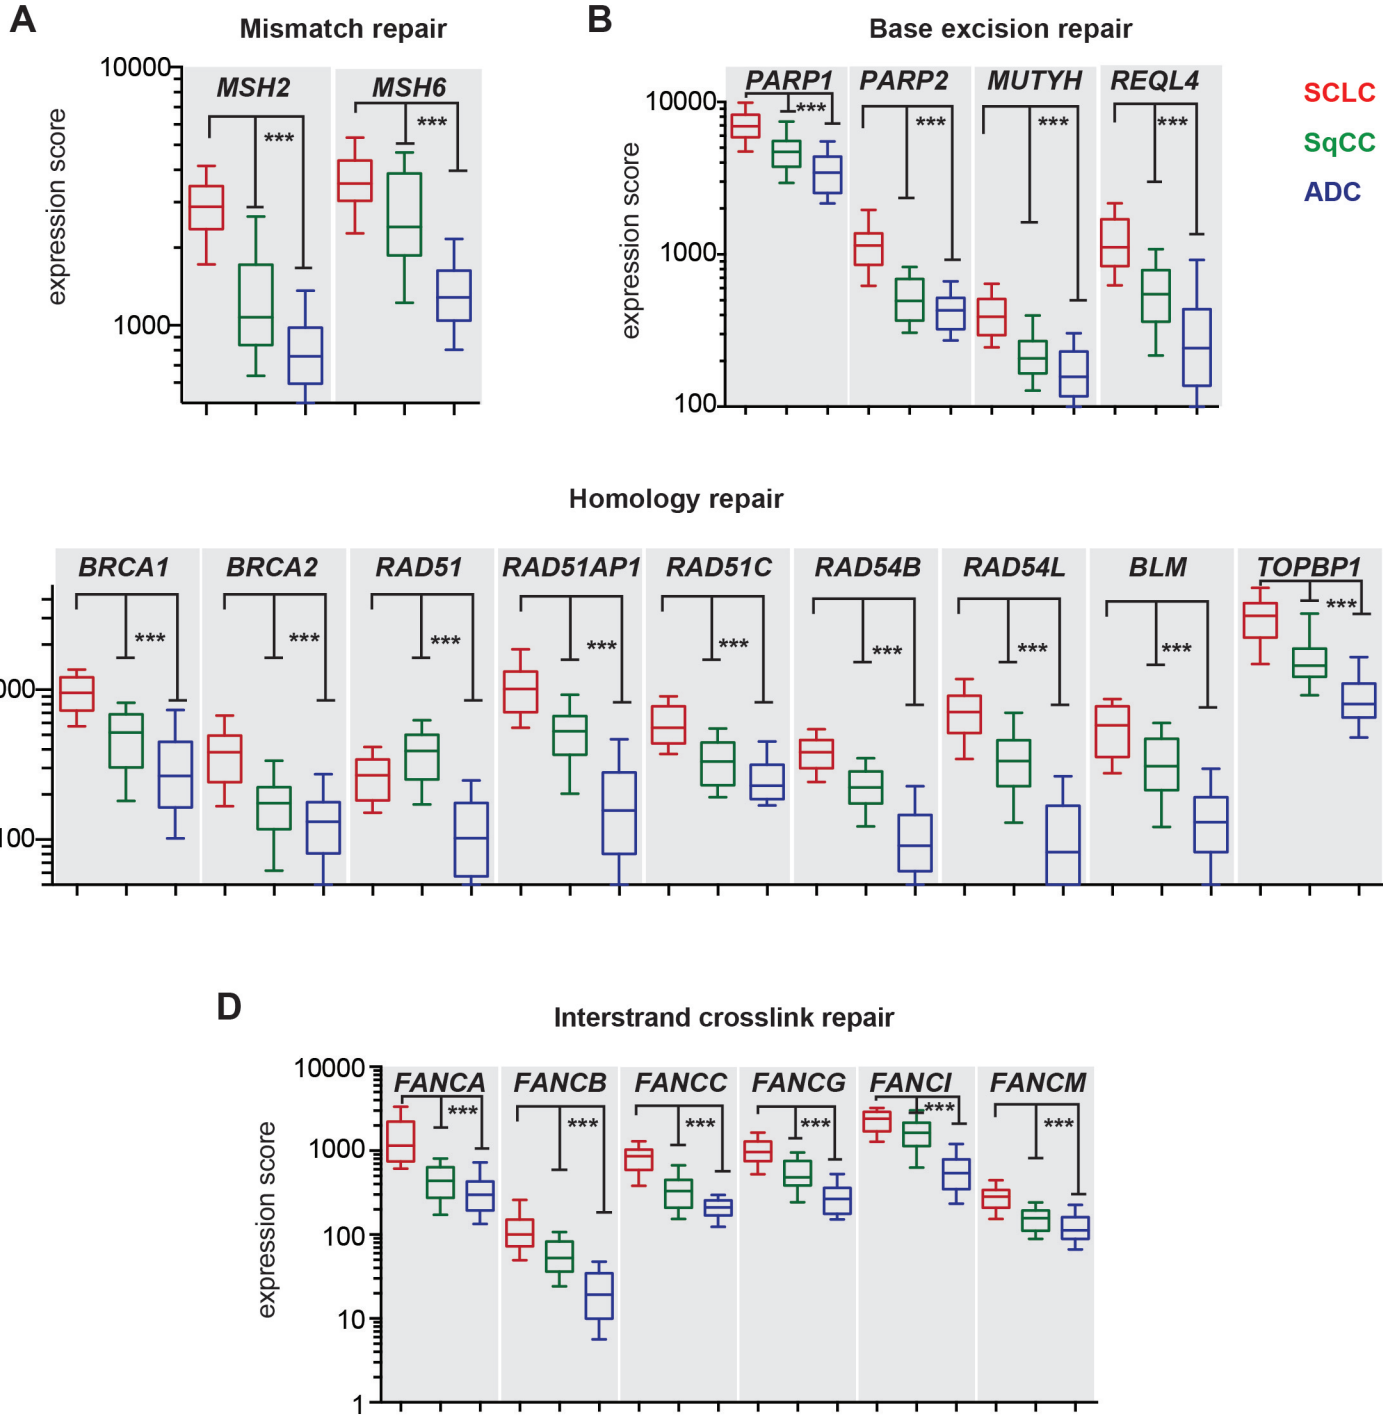 A
Mismatch repair
B
Base excision repair
10000
MSH2
MSH6
***
***
1000
expression score
PARP1
PARP2
MUTYH
REQL4
10000
***
***
***
***
1000
100
expression score
SCLC
SqCC
ADC
Homology repair
BRCA1
BRCA2
RAD51
RAD51AP1
RAD51C
RAD54B
RAD54L
BLM
TOPBP1
***
***
***
***
***
***
***
***
***
000
100
D
Interstrand crosslink repair
10000
FANCA
FANCB
FANCC
FANCG
FANCI
FANCM
***
***
***
***
***
***
1000
100
10
1
expression score